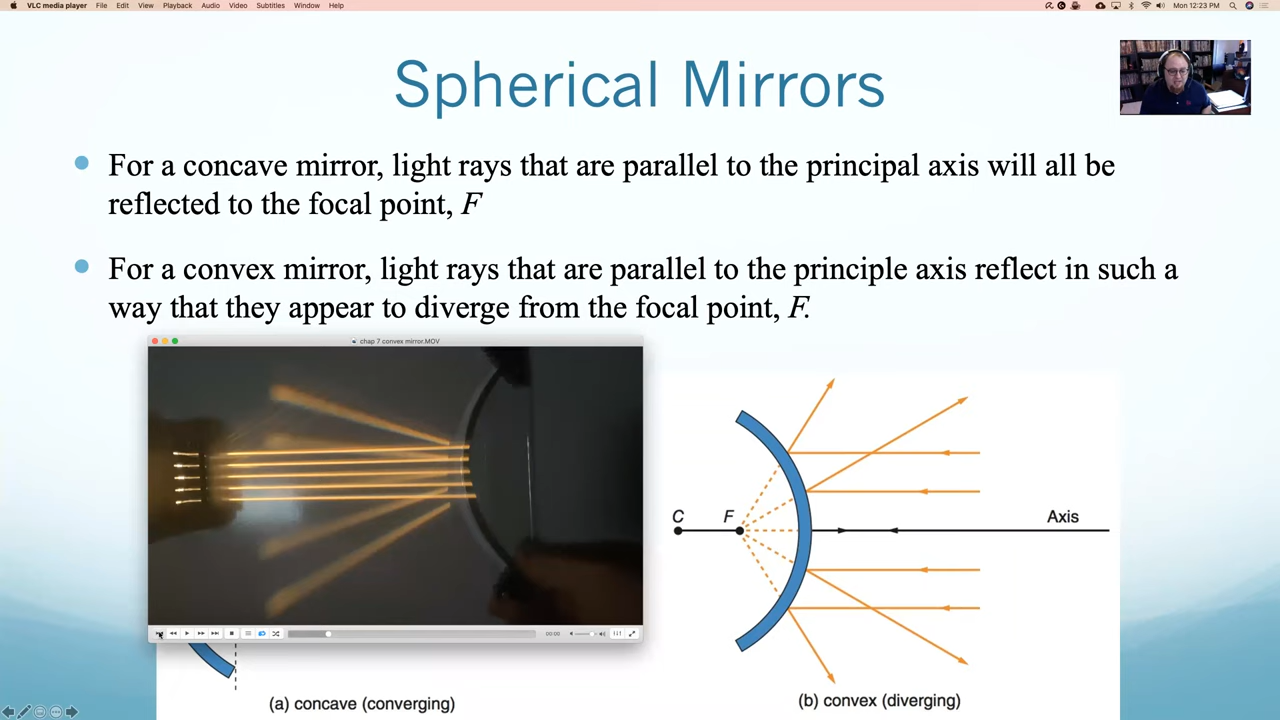 VLC media player File Edit View Playback Audio Video Subtitles Window Help Mon 12:23 PM
Spherical Mirrors
For a concave mirror, light rays that are parallel to the principal axis will all be
reflected to the focal point, F
For a convex mirror, light rays that are parallel to the principle axis reflect in such a
way that they appear to diverge from the focal point, F.
chap 7 convex mirror.MOV
C F Axis
00:00
(a) concave (converging)
(b) convex (diverging)